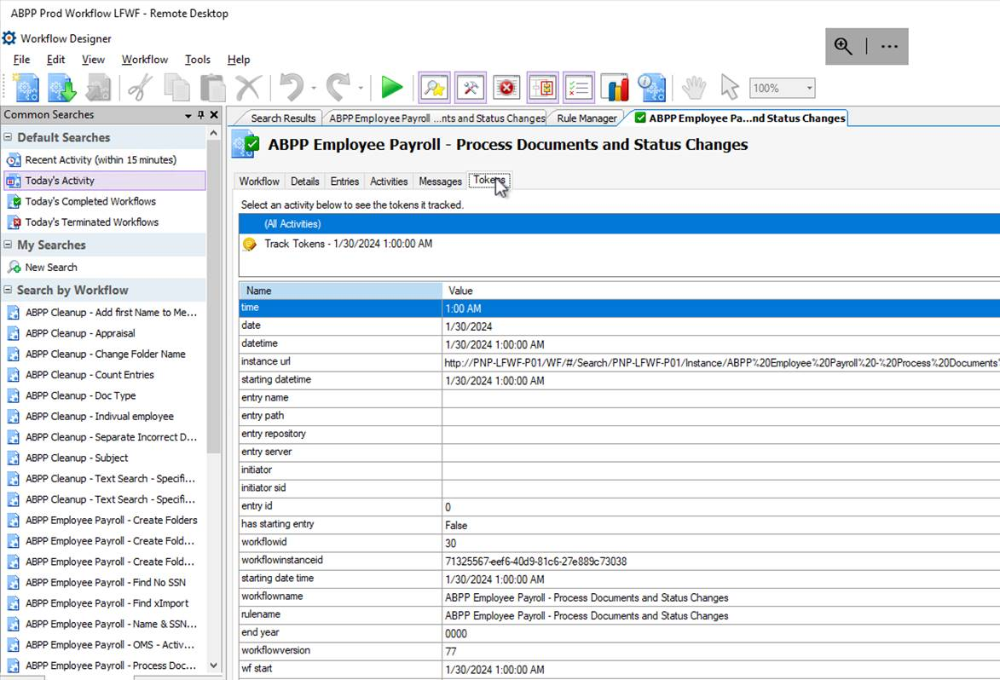 ABPP Prod Workflow LFWF - Remote Desktop
Workflow Designer
File Edit View Workflow Tools Help
100%
Common Searches
Default Searches
Recent Activity (within 15 minutes)
Today's Activity
Today's Completed Workflows
Today's Terminated Workflows
My Searches
New Search
Search by Workflow
ABPP Cleanup - Add first Name to Me...
ABPP Cleanup - Appraisal
ABPP Cleanup - Change Folder Name
ABPP Cleanup - Count Entries
ABPP Cleanup - Doc Type
ABPP Cleanup - Indivual employee
ABPP Cleanup - Separate Incorrect D...
ABPP Cleanup - Subject
ABPP Cleanup - Text Search - Specifi...
ABPP Cleanup - Text Search - Specifi...
ABPP Employee Payroll - Create Folders
ABPP Employee Payroll - Create Fold...
ABPP Employee Payroll - Create Fold...
ABPP Employee Payroll - Find No SSN
ABPP Employee Payroll - Find xImport
ABPP Employee Payroll - Name & SSN...
ABPP Employee Payroll - OMS - Activ...
ABPP Employee Payroll - Process Doc...
Search Results ABPP Employee Payroll ...nts and Status Changes Rule Manager ABPP Employee Pa...nd Status Changes
ABPP Employee Payroll - Process Documents and Status Changes
Workflow Details Entries Activities Messages Tokens
Select an activity below to see the tokens it tracked.
(All Activities)
Track Tokens - 1/30/2024 1:00:00 AM
Name Value
time 1:00 AM
date 1/30/2024
datetime 1/30/2024 1:00:00 AM
instance url http://PNP-LFWF-P01/WF/#/Search/PNP-LFWF-P01/Instance/ABPP%20Employee%20Payroll%20-%20Process%20Documents%
starting datetime 1/30/2024 1:00:00 AM
entry name
entry path
entry repository
entry server
initiator
initiator sid
entry id 0
has starting entry False
workflowid 30
workflowinstanceid 71325567-eef6-40d9-81c6-27e889c73038
starting date time 1/30/2024 1:00:00 AM
workflowname ABPP Employee Payroll - Process Documents and Status Changes
rulename ABPP Employee Payroll - Process Documents and Status Changes
end year 0000
workflowversion 77
wf start 1/30/2024 1:00:00 AM